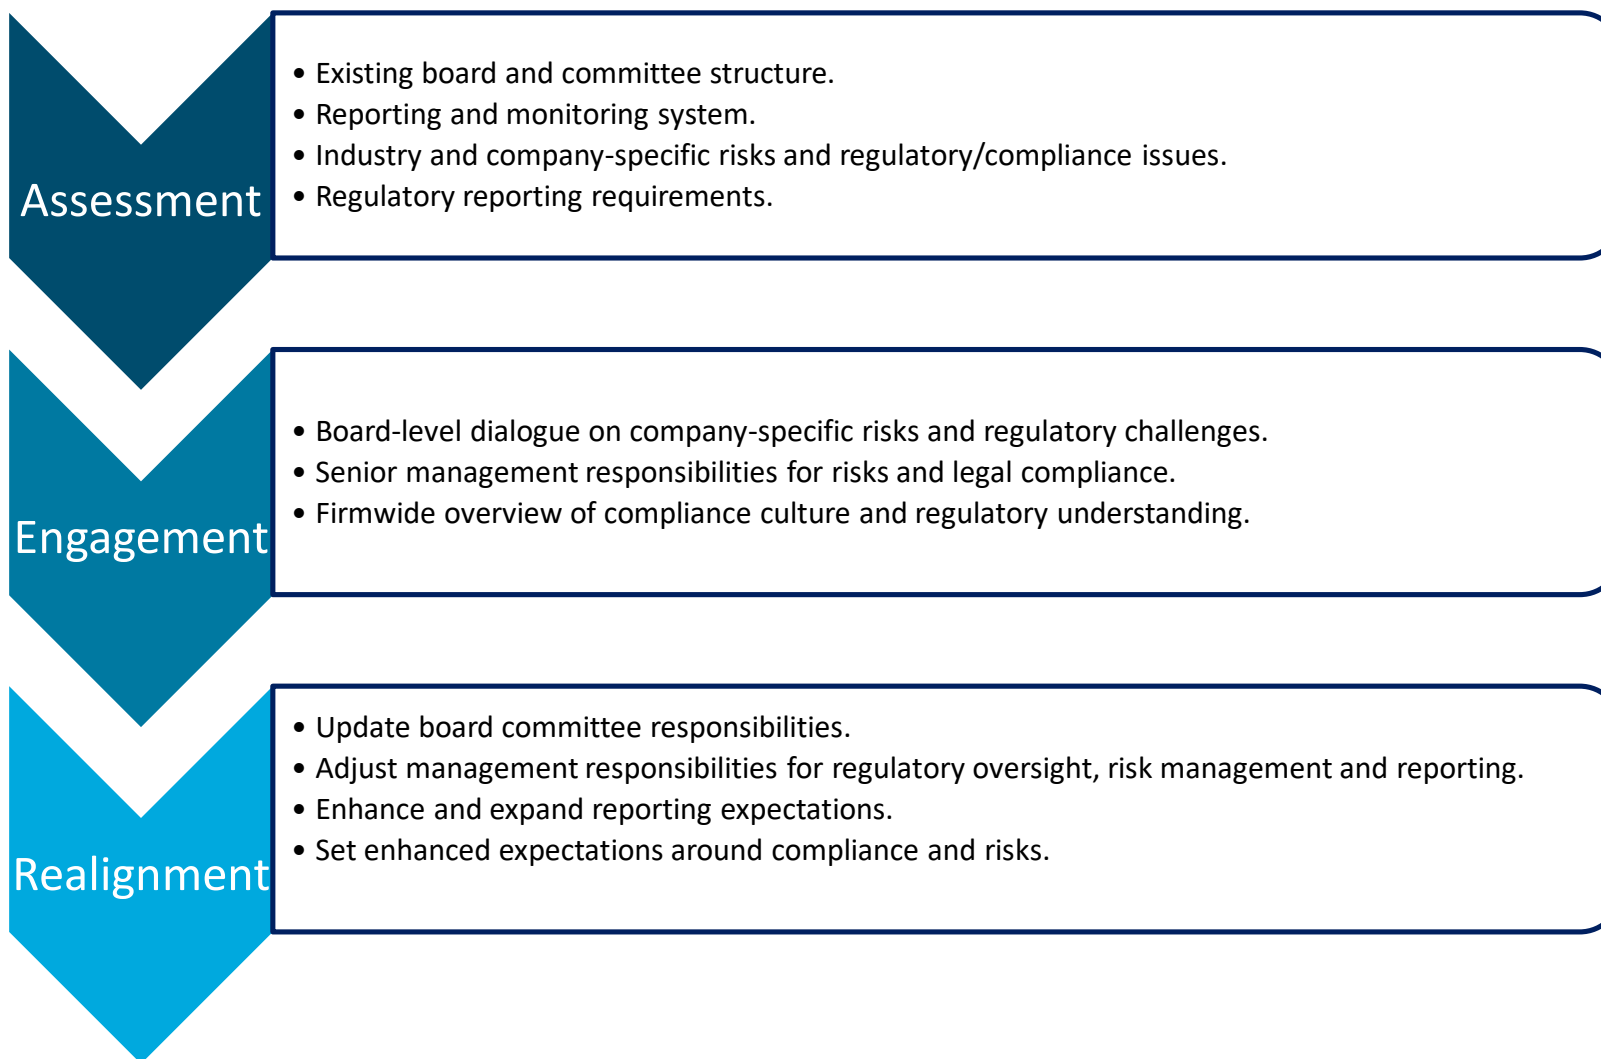 Assessment
• Existing board and committee structure.
• Reporting and monitoring system.
• Industry and company-specific risks and regulatory/compliance issues.
• Regulatory reporting requirements.
Engagement
• Board-level dialogue on company-specific risks and regulatory challenges.
• Senior management responsibilities for risks and legal compliance.
• Firmwide overview of compliance culture and regulatory understanding.
Realignment
• Update board committee responsibilities.
• Adjust management responsibilities for regulatory oversight, risk management and reporting.
• Enhance and expand reporting expectations.
• Set enhanced expectations around compliance and risks.